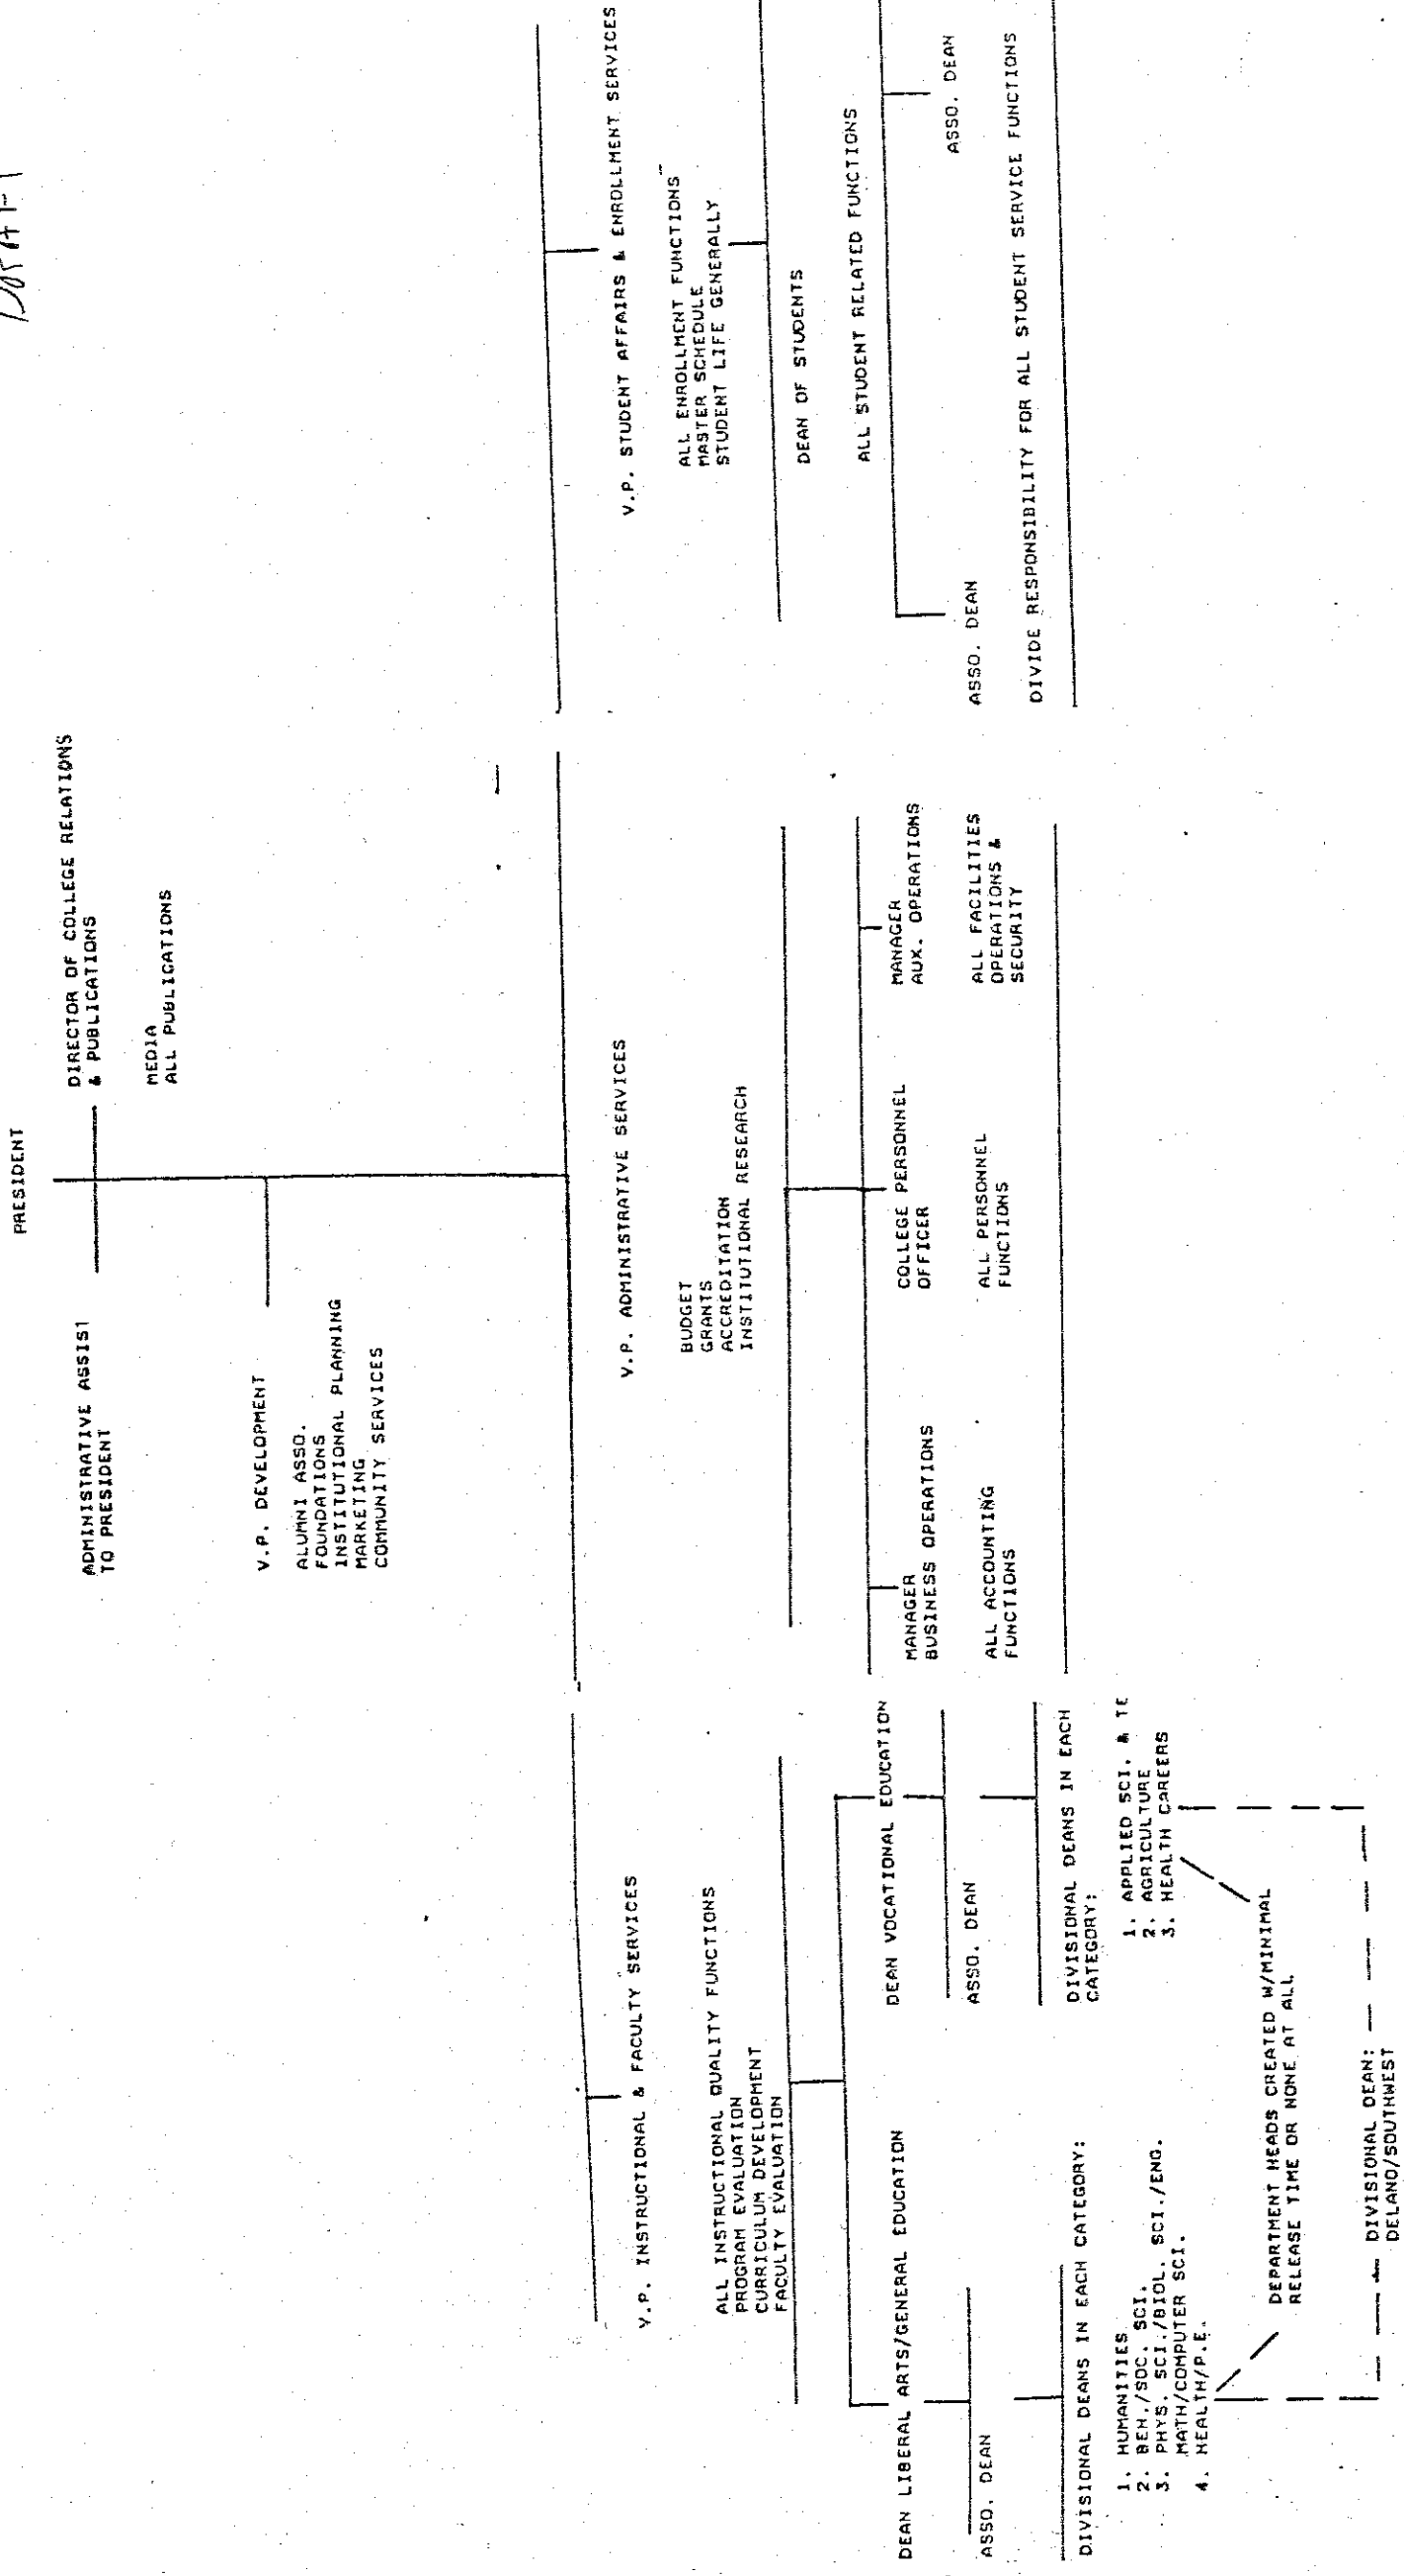 DRAFT
PRESIDENT
ADMINISTRATIVE ASSIST
TO PRESIDENT
DIRECTOR OF COLLEGE RELATIONS
& PUBLICATIONS
MEDIA
ALL PUBLICATIONS
V.P. DEVELOPMENT
ALUMNI ASSO.
FOUNDATIONS
INSTITUTIONAL PLANNING
MARKETING
COMMUNITY SERVICES
V.P. INSTRUCTIONAL & FACULTY SERVICES
ALL INSTRUCTIONAL QUALITY FUNCTIONS
PROGRAM EVALUATION
CURRICULUM DEVELOPMENT
FACULTY EVALUATION
DEAN LIBERAL ARTS/GENERAL EDUCATION
ASSO. DEAN
DIVISIONAL DEANS IN EACH CATEGORY:
1. HUMANITIES
2. BEH./SOC. SCI.
3. PHYS. SCI./BIOL. SCI./ENG.
MATH/COMPUTER SCI.
4. HEALTH/P.E.
DEAN VOCATIONAL EDUCATION
ASSO. DEAN
DIVISIONAL DEANS IN EACH
CATEGORY:
1. APPLIED SCI. & TE
2. AGRICULTURE
3. HEALTH CAREERS
DEPARTMENT HEADS CREATED W/MINIMAL
RELEASE TIME OR NONE AT ALL
DIVISIONAL DEAN:
DELANO/SOUTHWEST
V.P. ADMINISTRATIVE SERVICES
BUDGET
GRANTS
ACCREDITATION
INSTITUTIONAL RESEARCH
MANAGER
BUSINESS OPERATIONS
ALL ACCOUNTING
FUNCTIONS
COLLEGE PERSONNEL
OFFICER
ALL PERSONNEL
FUNCTIONS
MANAGER
AUX. OPERATIONS
ALL FACILITIES
OPERATIONS &
SECURITY
V.P. STUDENT AFFAIRS & ENROLLMENT SERVICES
ALL ENROLLMENT FUNCTIONS
MASTER SCHEDULE
STUDENT LIFE GENERALLY
DEAN OF STUDENTS
ALL STUDENT RELATED FUNCTIONS
ASSO. DEAN
ASSO. DEAN
DIVIDE RESPONSIBILITY FOR ALL STUDENT SERVICE FUNCTIONS